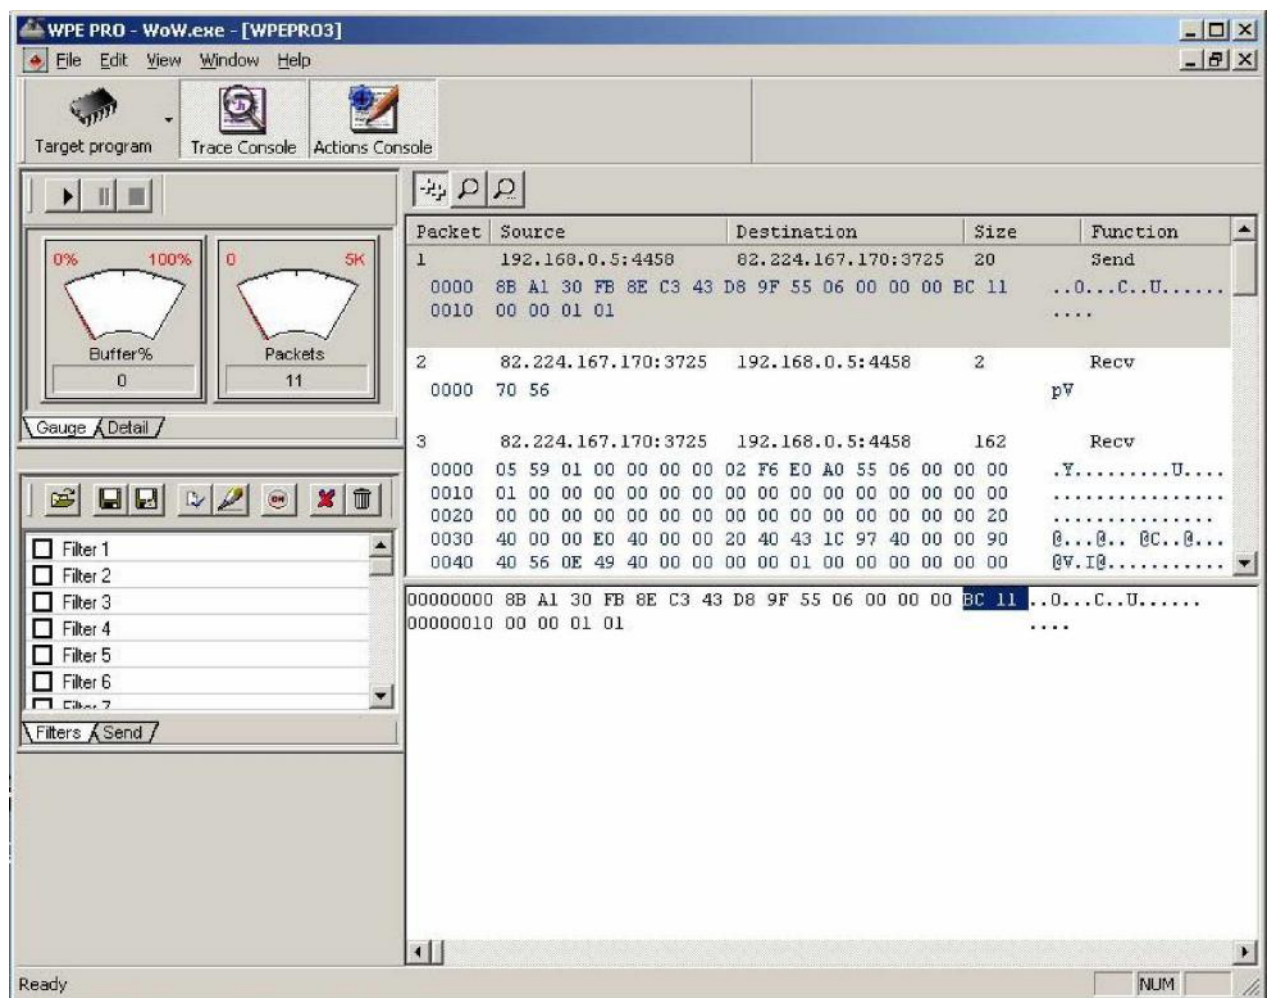 WPE PRO - WoW.exe - [WPEPRO3]
File Edit View Window Help
Target program Trace Console Actions Console
0% 100% 0 5K
Buffer% Packets
0 11
Gauge Detail
Packet Source Destination Size Function
1 192.168.0.5:4458 82.224.167.170:3725 20 Send
0000 8B A1 30 FB 8E C3 43 D8 9F 55 06 00 00 00 BC 11 ..0...C..U......
0010 00 00 01 01 ....
2 82.224.167.170:3725 192.168.0.5:4458 2 Recv
0000 70 56 pV
3 82.224.167.170:3725 192.168.0.5:4458 162 Recv
0000 05 59 01 00 00 00 00 02 F6 E0 A0 55 06 00 00 00 .Y.........U....
0010 01 00 00 00 00 00 00 00 00 00 00 00 00 00 00 00 ................
0020 00 00 00 00 00 00 00 00 00 00 00 00 00 00 00 20 ...............
0030 40 00 00 E0 40 00 00 20 40 43 1C 97 40 00 00 90 @...@.. @C..@...
0040 40 56 0E 49 40 00 00 00 00 01 00 00 00 00 00 00 @V.I@...........
ON
Filter 1
Filter 2
Filter 3
Filter 4
Filter 5
Filter 6
Filter 7
Filters Send
00000000 8B A1 30 FB 8E C3 43 D8 9F 55 06 00 00 00 BC 11 ..0...C..U......
00000010 00 00 01 01 ....
Ready NUM